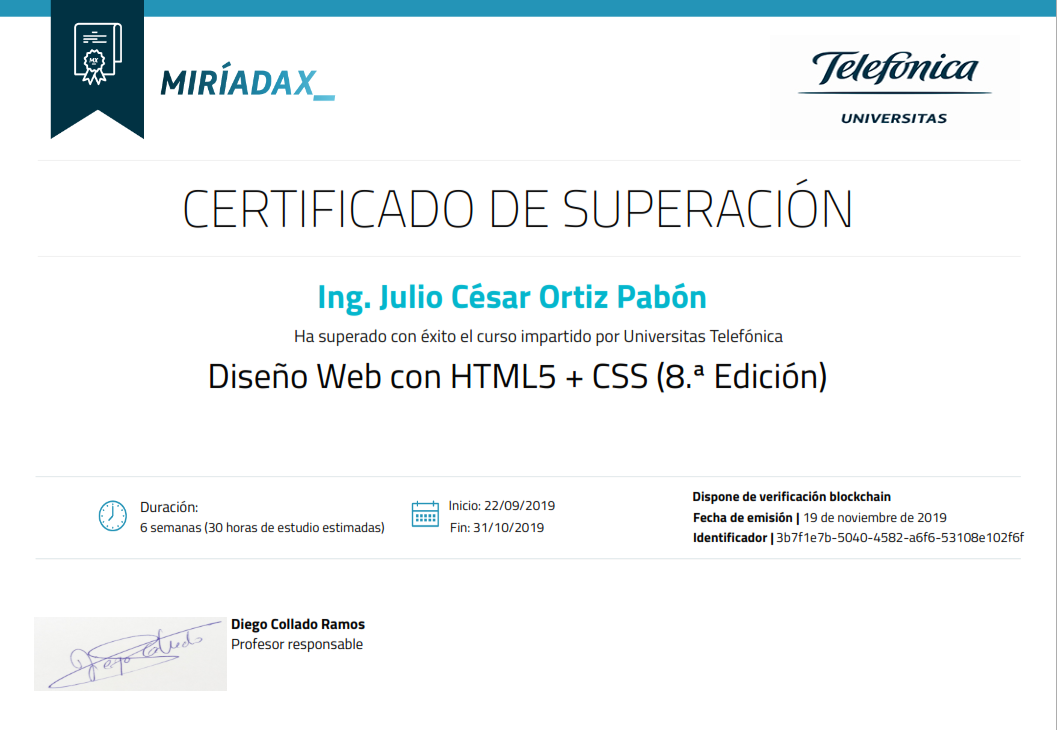 MX
MIRÍADAX_
Telefónica
UNIVERSITAS
CERTIFICADO DE SUPERACIÓN
Ing. Julio César Ortiz Pabón
Ha superado con éxito el curso impartido por Universitas Telefónica
Diseño Web con HTML5 + CSS (8.ª Edición)
Duración:
6 semanas (30 horas de estudio estimadas)
Inicio: 22/09/2019
Fin: 31/10/2019
Dispone de verificación blockchain
Fecha de emisión | 19 de noviembre de 2019
Identificador | 3b7f1e7b-5040-4582-a6f6-53108e102f6f
Diego Collado
Diego Collado Ramos
Profesor responsable